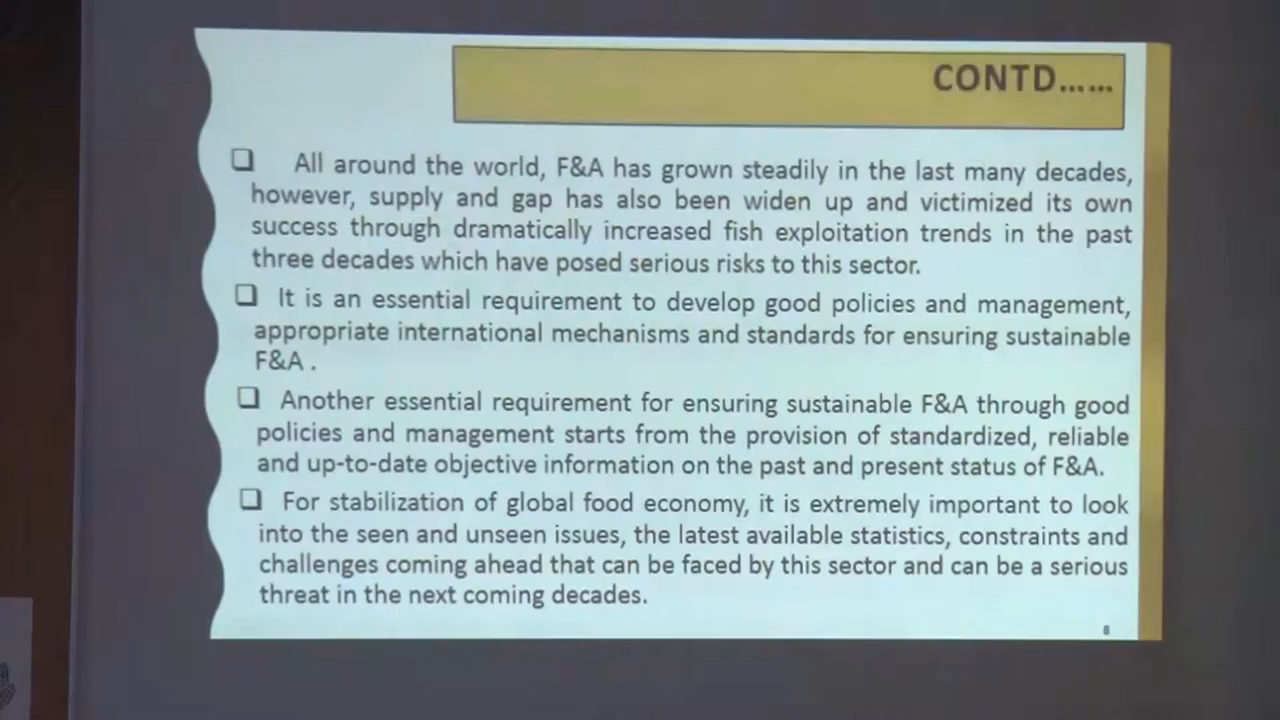 CONTD......
❑ All around the world, F&A has grown steadily in the last many decades,
however, supply and gap has also been widen up and victimized its own
success through dramatically increased fish exploitation trends in the past
three decades which have posed serious risks to this sector.
❑ It is an essential requirement to develop good policies and management,
appropriate international mechanisms and standards for ensuring sustainable
F&A .
❑ Another essential requirement for ensuring sustainable F&A through good
policies and management starts from the provision of standardized, reliable
and up-to-date objective information on the past and present status of F&A.
❑ For stabilization of global food economy, it is extremely important to look
into the seen and unseen issues, the latest available statistics, constraints and
challenges coming ahead that can be faced by this sector and can be a serious
threat in the next coming decades.